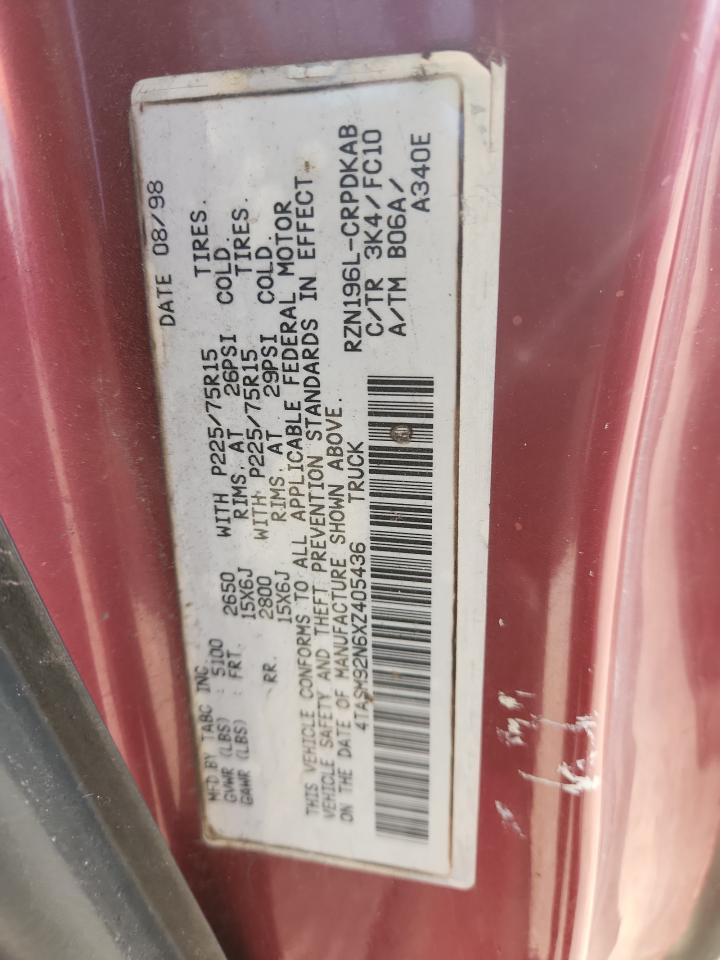 DATE 08/98
MFD BY TABC INC
GVWR (LBS) : 5100
GAWR (LBS) : FRT. 2650 WITH P225/75R15 TIRES.
15X6J RIMS. AT 26PSI COLD.
RR. 2800 WITH P225/75R15 TIRES.
15X6J RIMS. AT 29PSI COLD.
THIS VEHICLE CONFORMS TO ALL APPLICABLE FEDERAL MOTOR
VEHICLE SAFETY AND THEFT PREVENTION STANDARDS IN EFFECT
ON THE DATE OF MANUFACTURE SHOWN ABOVE.
4TASM92N6XZ405436 TRUCK
RZN196L-CRPDKAB
C/TR 3K4/FC10
A/TM B06A/
A340E